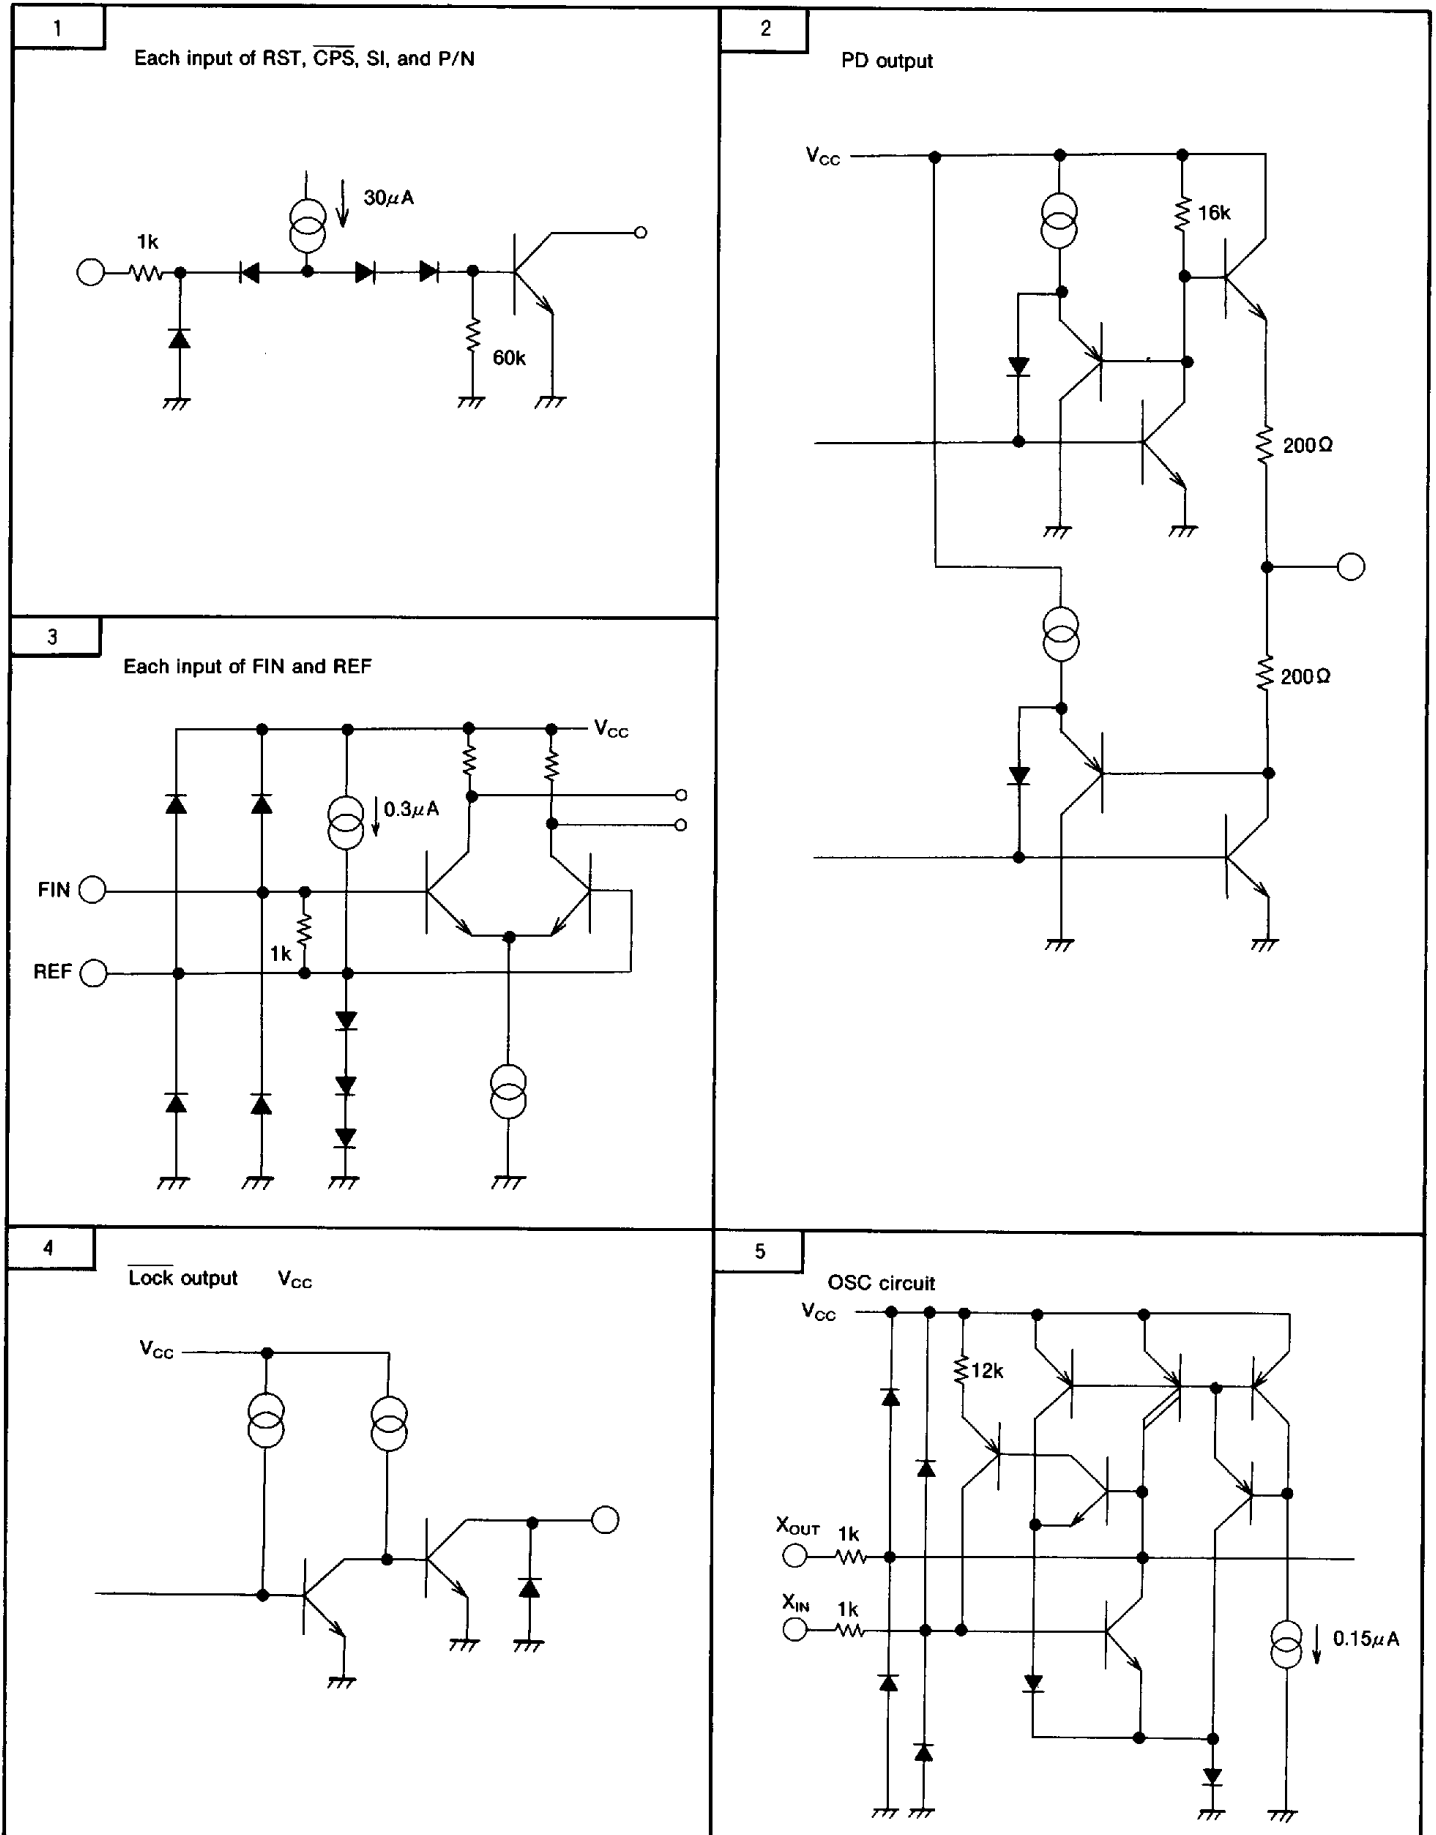 1
Each input of RST, C̅P̅S̅, SI, and P/N
30μA
1k
60k
2
PD output
VCC
16k
200Ω
200Ω
3
Each input of FIN and REF
VCC
0.3μA
FIN
1k
REF
4
L̅o̅c̅k̅ output VCC
VCC
5
OSC circuit
VCC
12k
XOUT 1k
XIN 1k
0.15μA